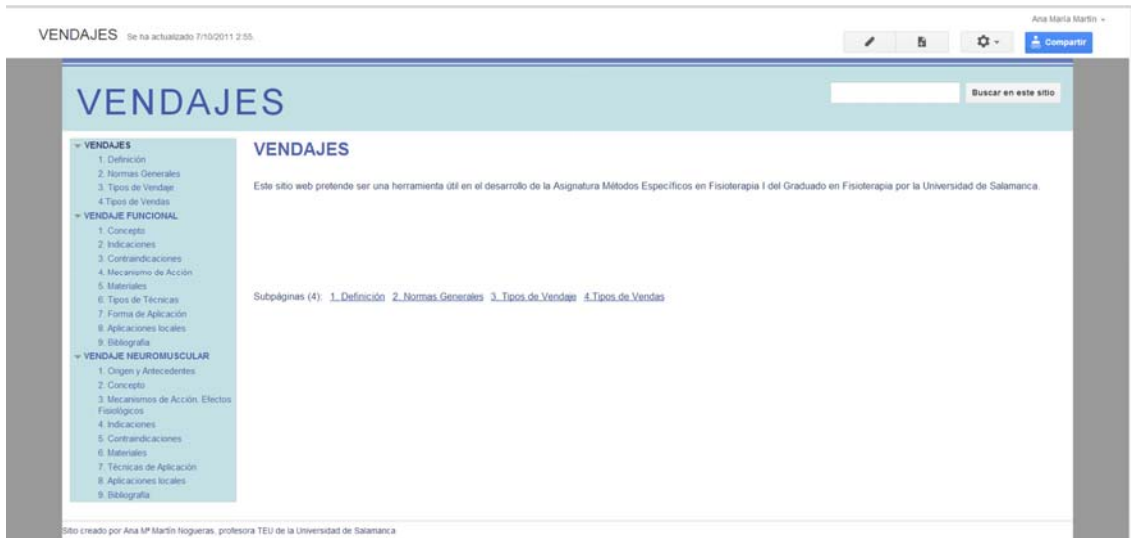 Ana María Martín
VENDAJES Se ha actualizado 7/10/2011 2:55.
Compartir
VENDAJES
Buscar en este sitio
VENDAJES
1. Definición
2. Normas Generales
3. Tipos de Vendaje
4.Tipos de Vendas
VENDAJE FUNCIONAL
1. Concepto
2. Indicaciones
3. Contraindicaciones
4. Mecanismo de Acción
5. Materiales
6. Tipos de Técnicas
7. Forma de Aplicación
8. Aplicaciones locales
9. Bibliografía
VENDAJE NEUROMUSCULAR
1. Origen y Antecedentes
2. Concepto
3. Mecanismos de Acción. Efectos
Fisiológicos
4. Indicaciones
5. Contraindicaciones
6. Materiales
7. Técnicas de Aplicación
8. Aplicaciones locales
9. Bibliografía
VENDAJES
Este sitio web pretende ser una herramienta útil en el desarrollo de la Asignatura Métodos Específicos en Fisioterapia I del Graduado en Fisioterapia por la Universidad de Salamanca.
Subpáginas (4): 1. Definición 2. Normas Generales 3. Tipos de Vendaje 4.Tipos de Vendas
Sitio creado por Ana Mª Martín Nogueras, profesora TEU de la Universidad de Salamanca